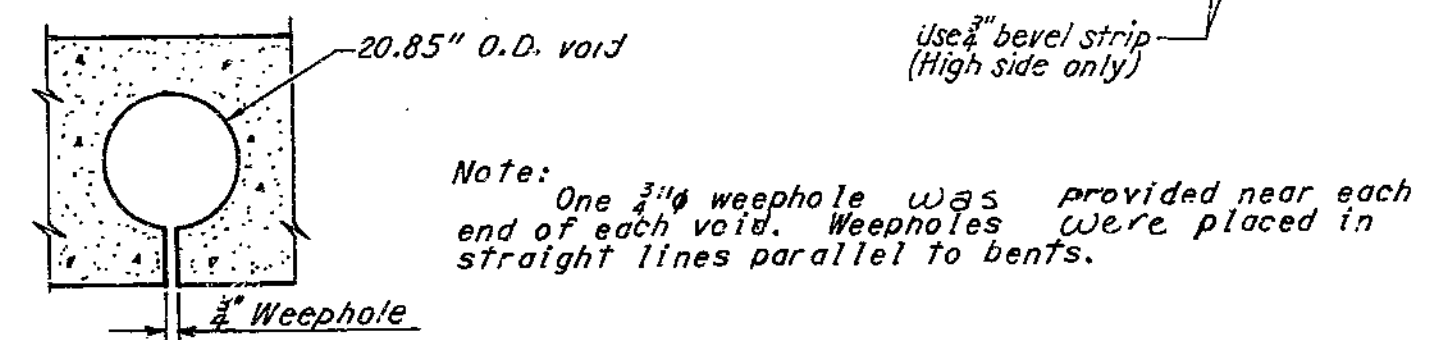 20.85" O.D. void
Use 3/4" bevel strip
(High side only)
Note:
One 3/4"φ weephole was provided near each
end of each void. Weepholes were placed in
straight lines parallel to bents.
3/4" Weephole